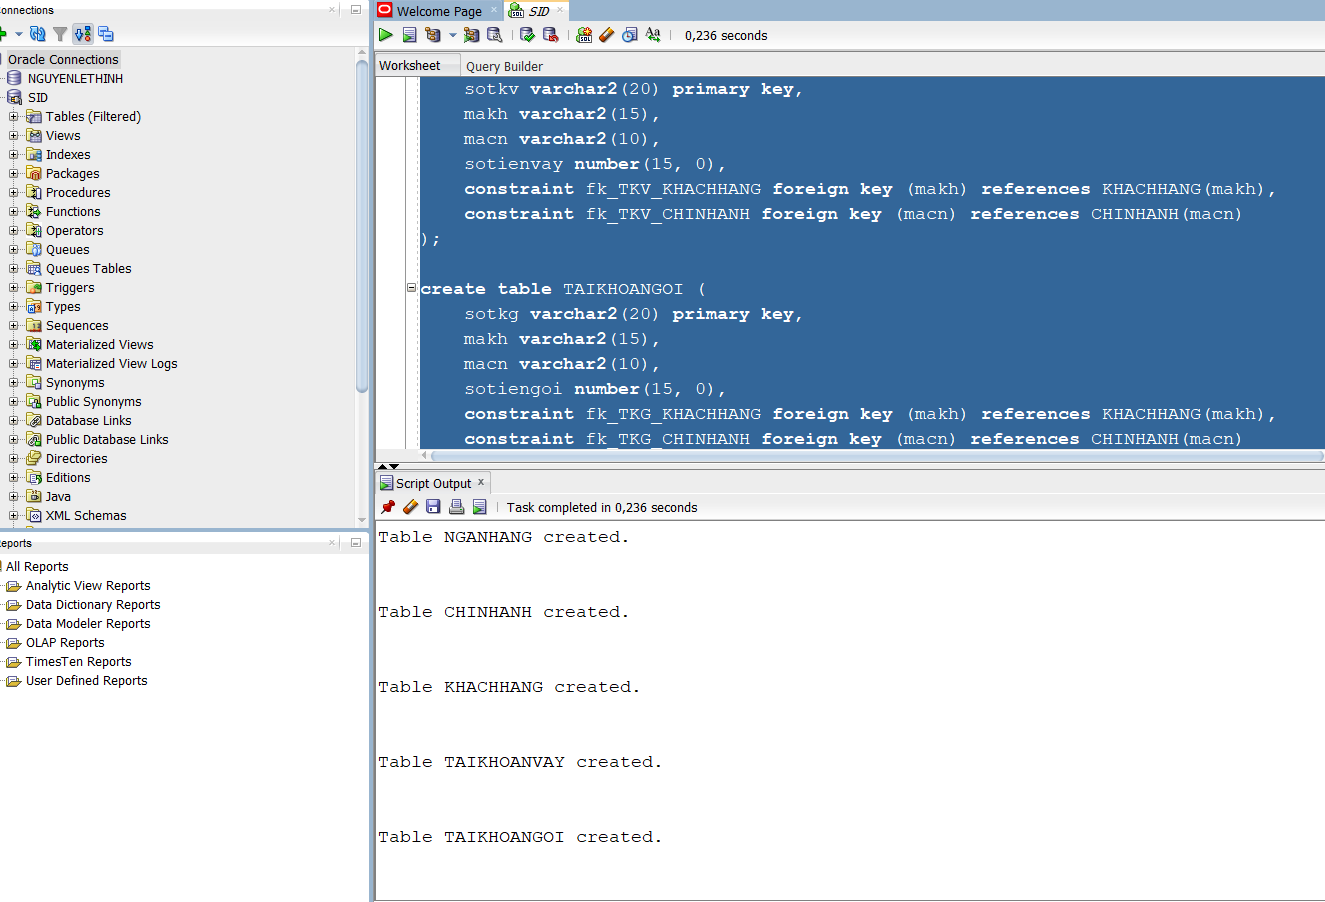 Connections
Oracle Connections
NGUYENLETHINH
SID
Tables (Filtered)
Views
Indexes
Packages
Procedures
Functions
Operators
Queues
Queues Tables
Triggers
Types
Sequences
Materialized Views
Materialized View Logs
Synonyms
Public Synonyms
Database Links
Public Database Links
Directories
Editions
Java
XML Schemas
Reports
All Reports
Analytic View Reports
Data Dictionary Reports
Data Modeler Reports
OLAP Reports
TimesTen Reports
User Defined Reports
Welcome Page
SID
0,236 seconds
Worksheet Query Builder
sotkv varchar2(20) primary key,
makh varchar2(15),
macn varchar2(10),
sotienvay number(15, 0),
constraint fk_TKV_KHACHHANG foreign key (makh) references KHACHHANG(makh),
constraint fk_TKV_CHINHANH foreign key (macn) references CHINHANH(macn)
);
create table TAIKHOANGOI (
sotkg varchar2(20) primary key,
makh varchar2(15),
macn varchar2(10),
sotiengoi number(15, 0),
constraint fk_TKG_KHACHHANG foreign key (makh) references KHACHHANG(makh),
constraint fk_TKG_CHINHANH foreign key (macn) references CHINHANH(macn)
Script Output
Task completed in 0,236 seconds
Table NGANHANG created.
Table CHINHANH created.
Table KHACHHANG created.
Table TAIKHOANVAY created.
Table TAIKHOANGOI created.